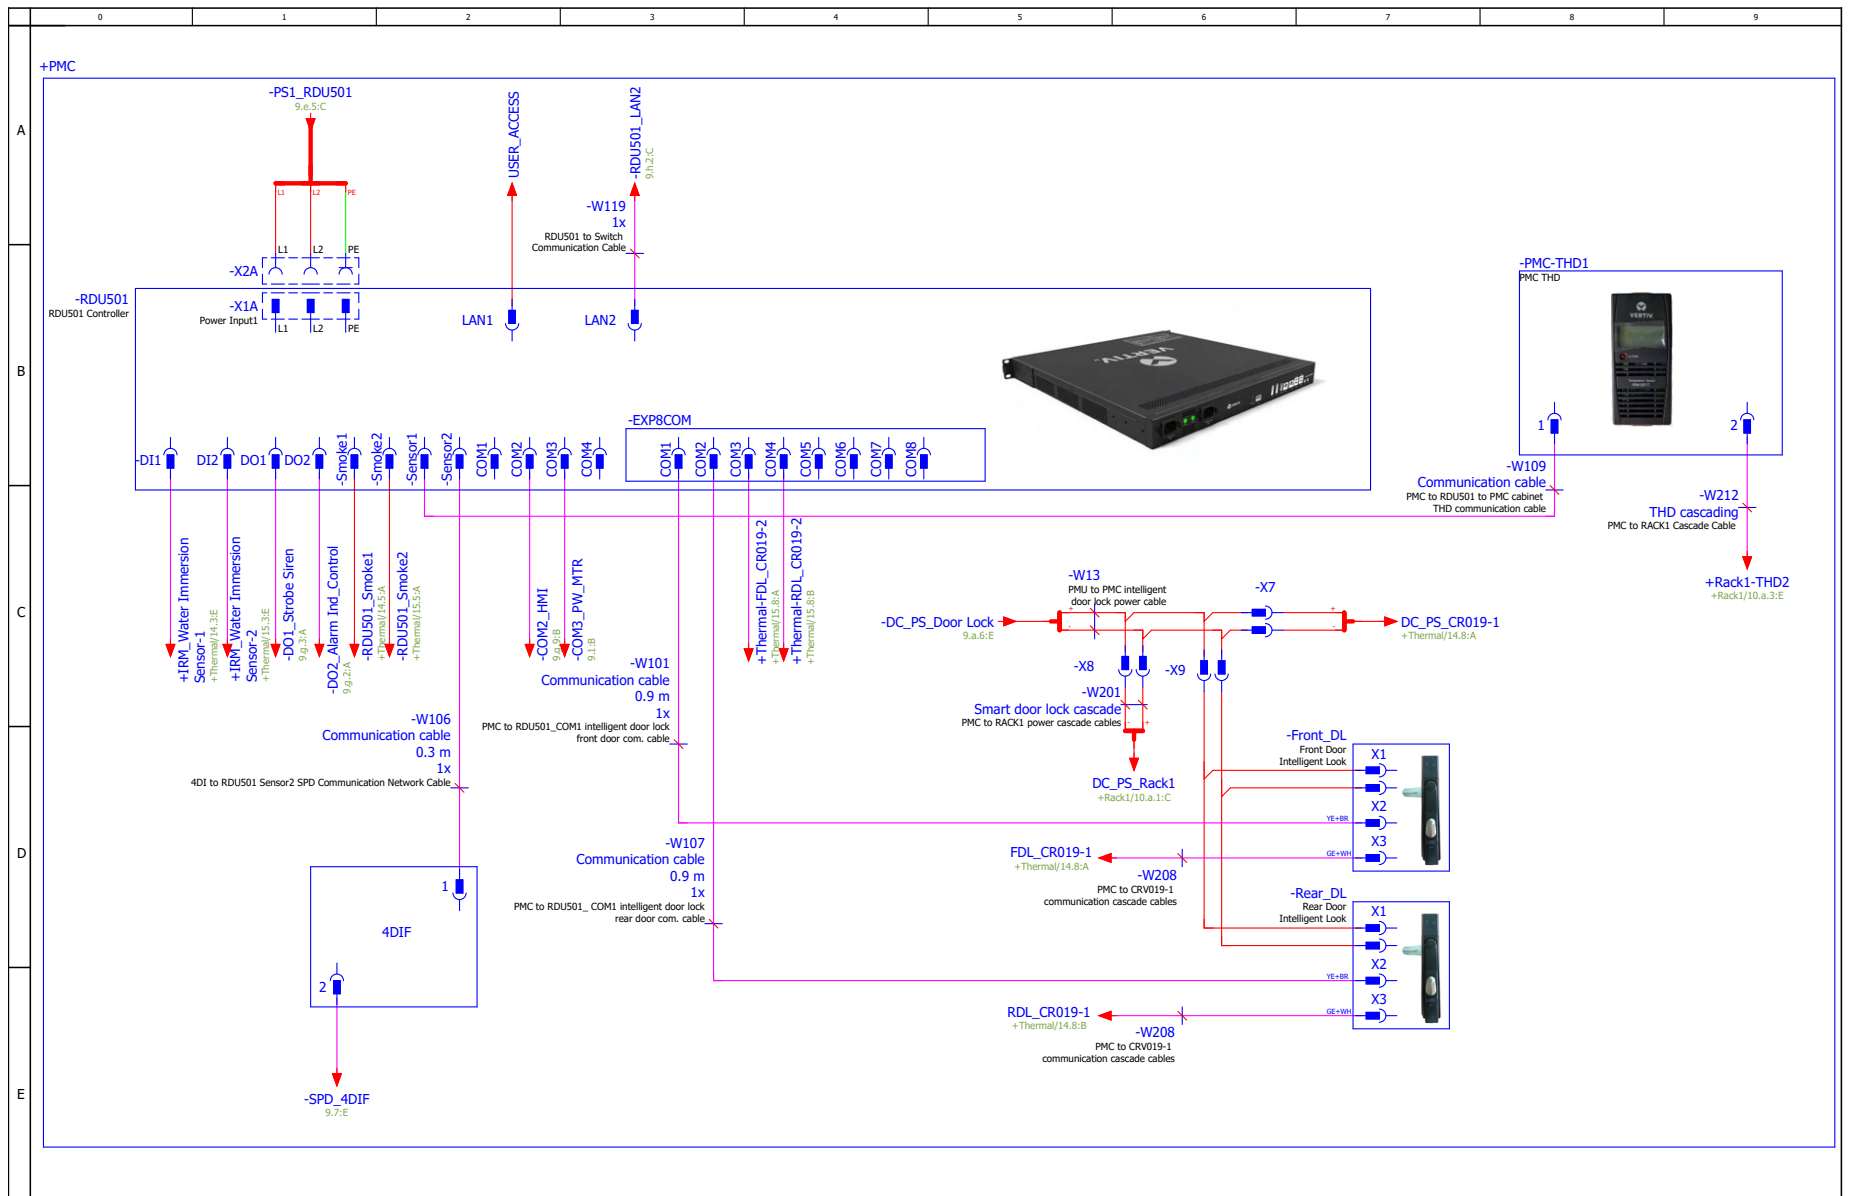 0 1 2 3 4 5 6 7 8 9
A
B
C
D
E
+PMC
-PS1_RDU501
9.e.5:C
L1 L2 PE
L1 L2 PE
-X2A
-X1A
Power Input1
L1 L2 PE
-RDU501
RDU501 Controller
USER_ACCESS
-RDU501_LAN2
9.h.2:C
-W119
1x
RDU501 to Switch
Communication Cable
LAN1
LAN2
VERTIV
-PMC-THD1
PMC THD
VERTIV
1
2
-DI1
DI2
DO1
DO2
-Smoke1
-Smoke2
-Sensor1
-Sensor2
COM1
COM2
COM3
COM4
-EXP8COM
COM1
COM2
COM3
COM4
COM5
COM6
COM7
COM8
-W109
Communication cable
PMC to RDU501 to PMC cabinet
THD communication cable
-W212
THD cascading
PMC to RACK1 Cascade Cable
+Rack1-THD2
+Rack1/10.a.3:E
+IRM_Water Immersion
Sensor-1
+Thermal/14.3:E
+IRM_Water Immersion
Sensor-2
+Thermal/15.3:E
-DO1_Strobe Siren
9.g.3:A
-DO2_Alarm Ind_Control
9.g.2:A
-RDU501_Smoke1
+Thermal/14.5:A
-RDU501_Smoke2
+Thermal/15.5:A
-COM2_HMI
9.g.9:B
-COM3_PW_MTR
9.1:B
+Thermal-FDL_CR019-2
+Thermal/15.8:A
+Thermal-RDL_CR019-2
+Thermal/15.8:B
-W13
PMU to PMC intelligent
door lock power cable
-X7
-DC_PS_Door Lock
9.a.6:E
+ -
+ -
DC_PS_CR019-1
+Thermal/14.8:A
-X8
-X9
-W201
Smart door lock cascade
PMC to RACK1 power cascade cables
- +
DC_PS_Rack1
+Rack1/10.a.1:C
-W101
Communication cable
0.9 m
1x
PMC to RDU501_COM1 intelligent door lock
front door com. cable
-W106
Communication cable
0.3 m
1x
4DI to RDU501 Sensor2 SPD Communication Network Cable
-W107
Communication cable
0.9 m
1x
PMC to RDU501_ COM1 intelligent door lock
rear door com. cable
-Front_DL
Front Door
Intelligent Look
X1
X2
X3
YE+BR
GE+WH
FDL_CR019-1
+Thermal/14.8:A
-W208
PMC to CRV019-1
communication cascade cables
-Rear_DL
Rear Door
Intelligent Look
X1
X2
X3
YE+BR
GE+WH
RDL_CR019-1
+Thermal/14.8:B
-W208
PMC to CRV019-1
communication cascade cables
1
4DIF
2
-SPD_4DIF
9.7:E